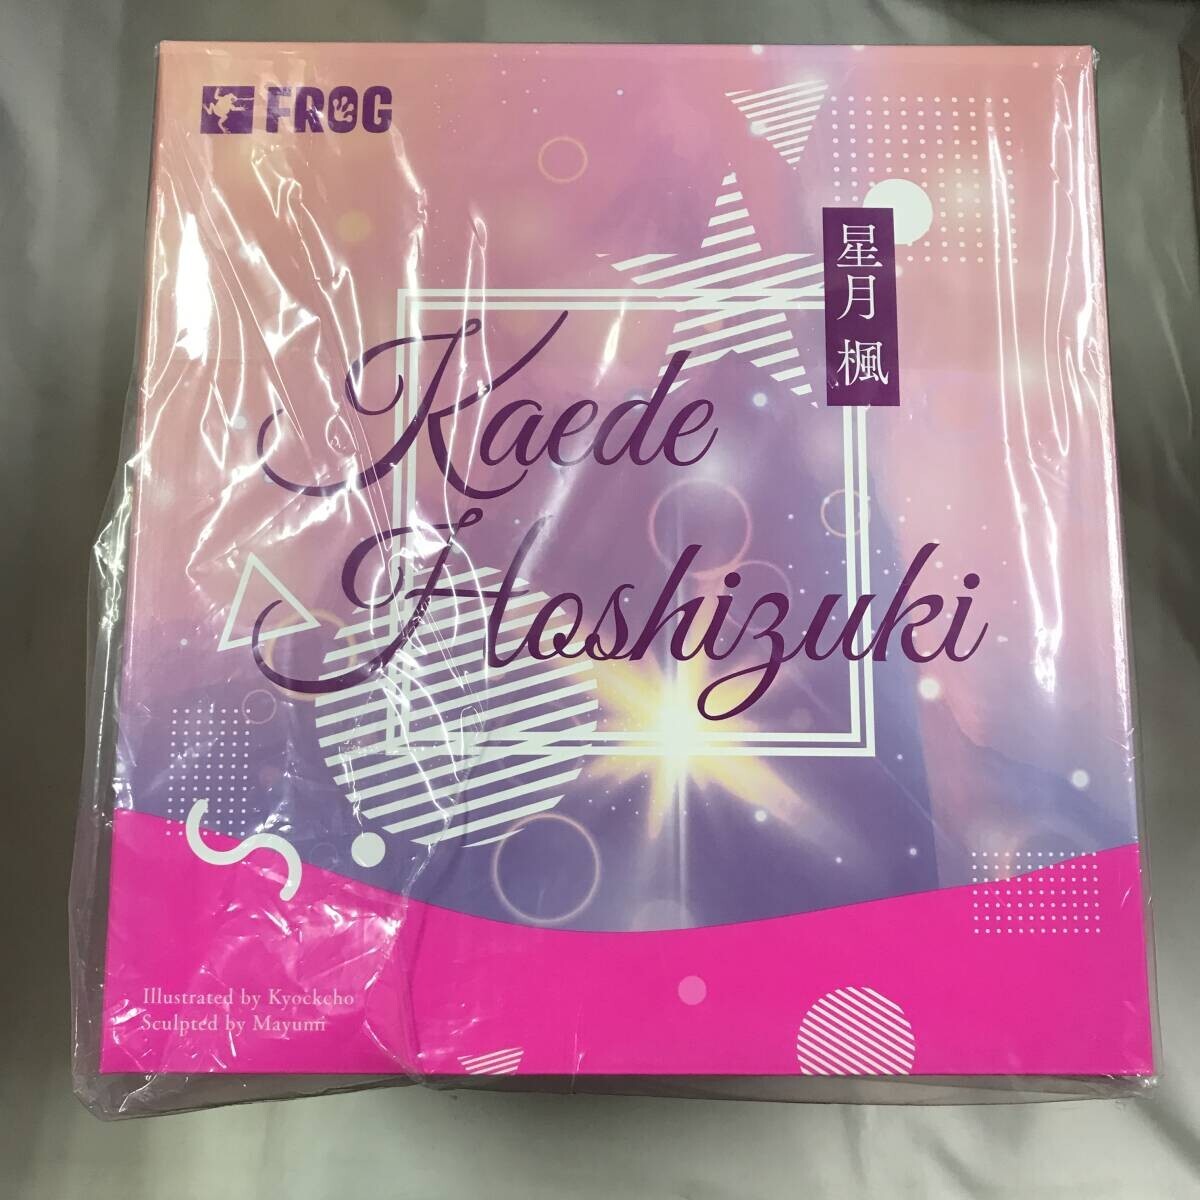 FROG
星月 楓
Kaede
Hoshizuki
Illustrated by Kyockcho
Sculpted by Mayumi